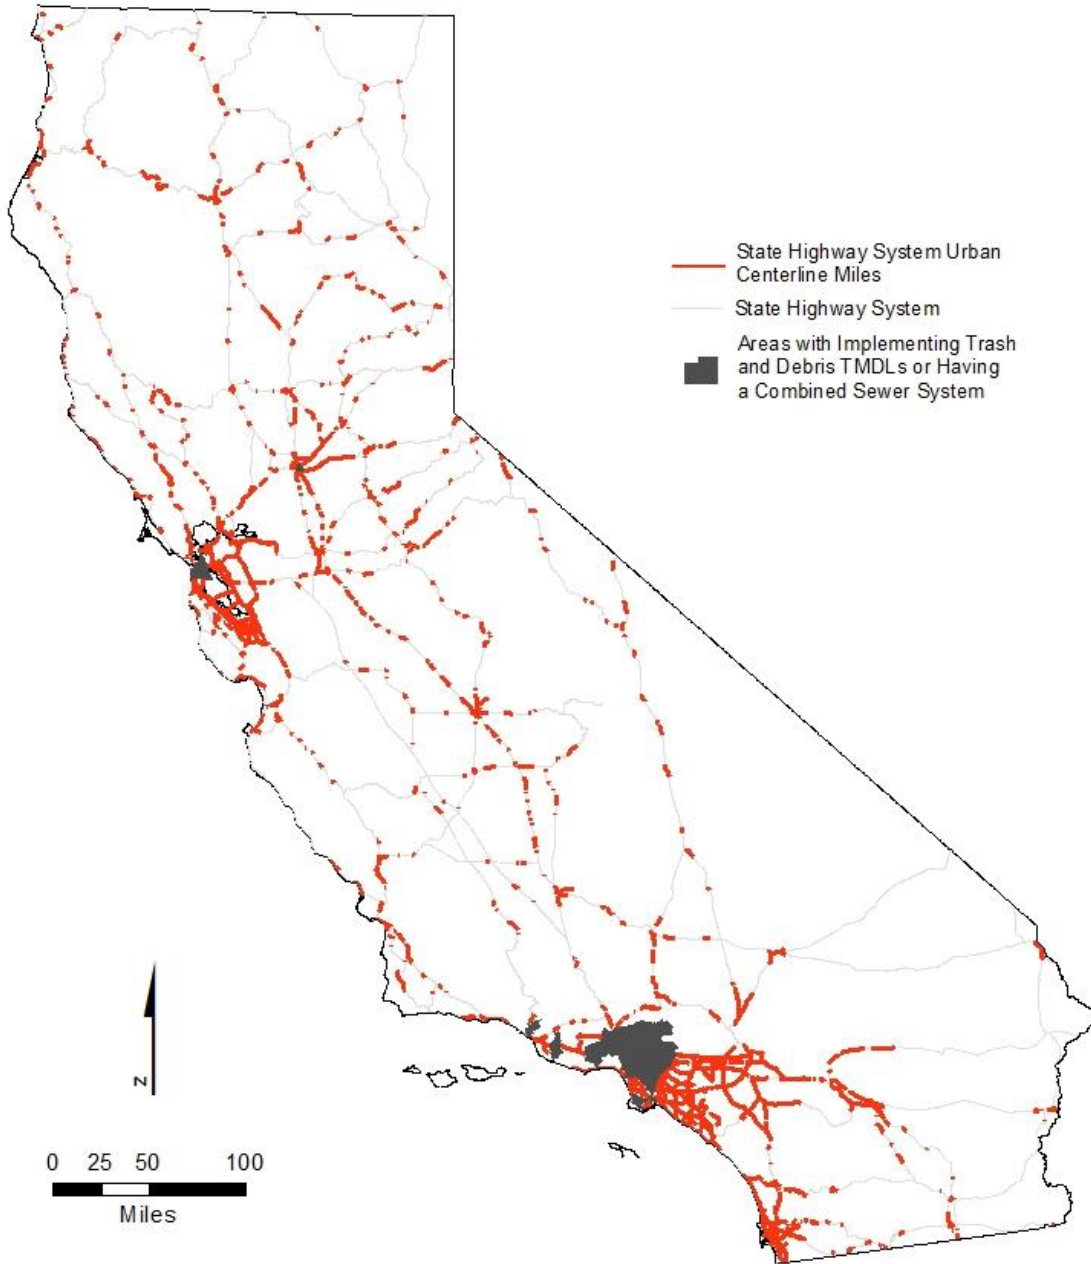 State Highway System Urban
Centerline Miles
State Highway System
Areas with Implementing Trash
and Debris TMDLs or Having
a Combined Sewer System
N
0 25 50 100
Miles